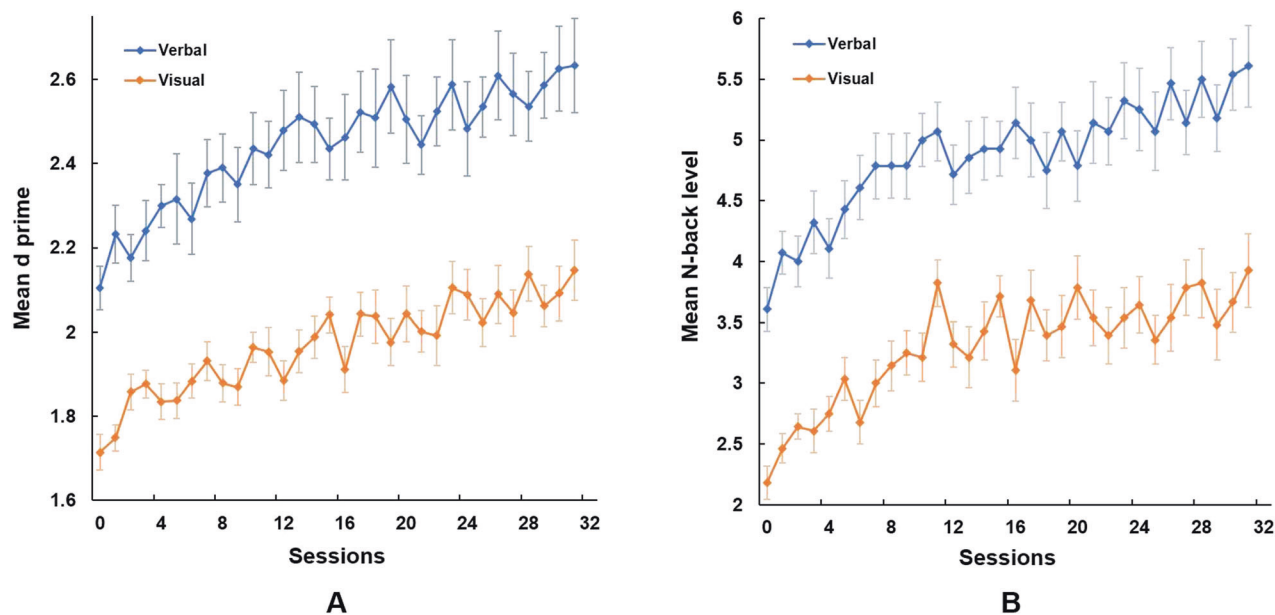 Verbal
Visual
Mean d prime
2.6
2.4
2.2
2
1.8
1.6
0 4 8 12 16 20 24 28 32
Sessions
A
Verbal
Visual
Mean N-back level
6
5.5
5
4.5
4
3.5
3
2.5
2
0 4 8 12 16 20 24 28 32
Sessions
B